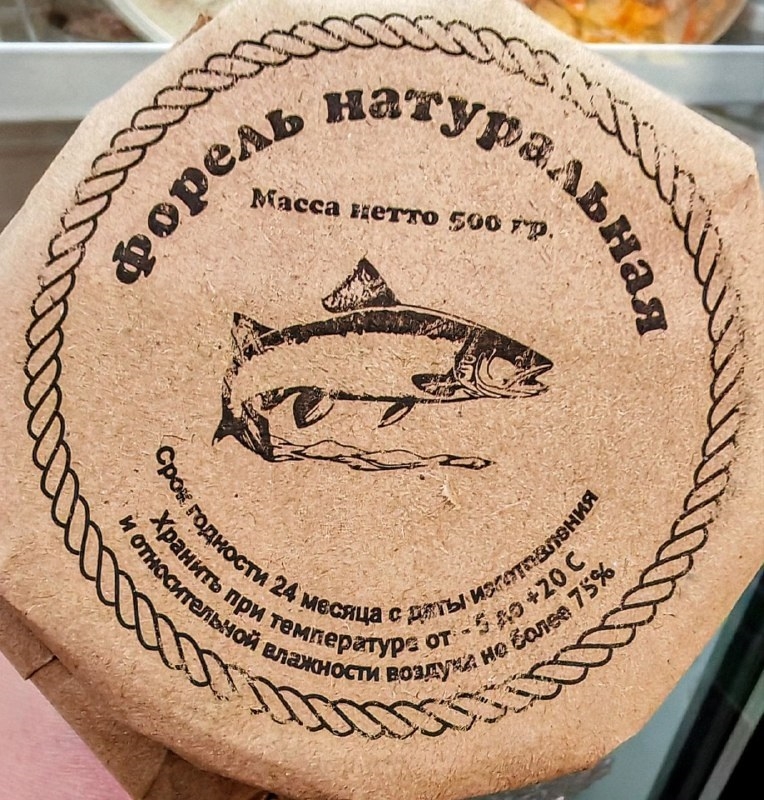 Форель натуральная
Масса нетто 500 гр.
Срок годности 24 месяца с даты изготовления
Хранить при температуре от - 5 до +20 С
и относительной влажности воздуха не более 75%